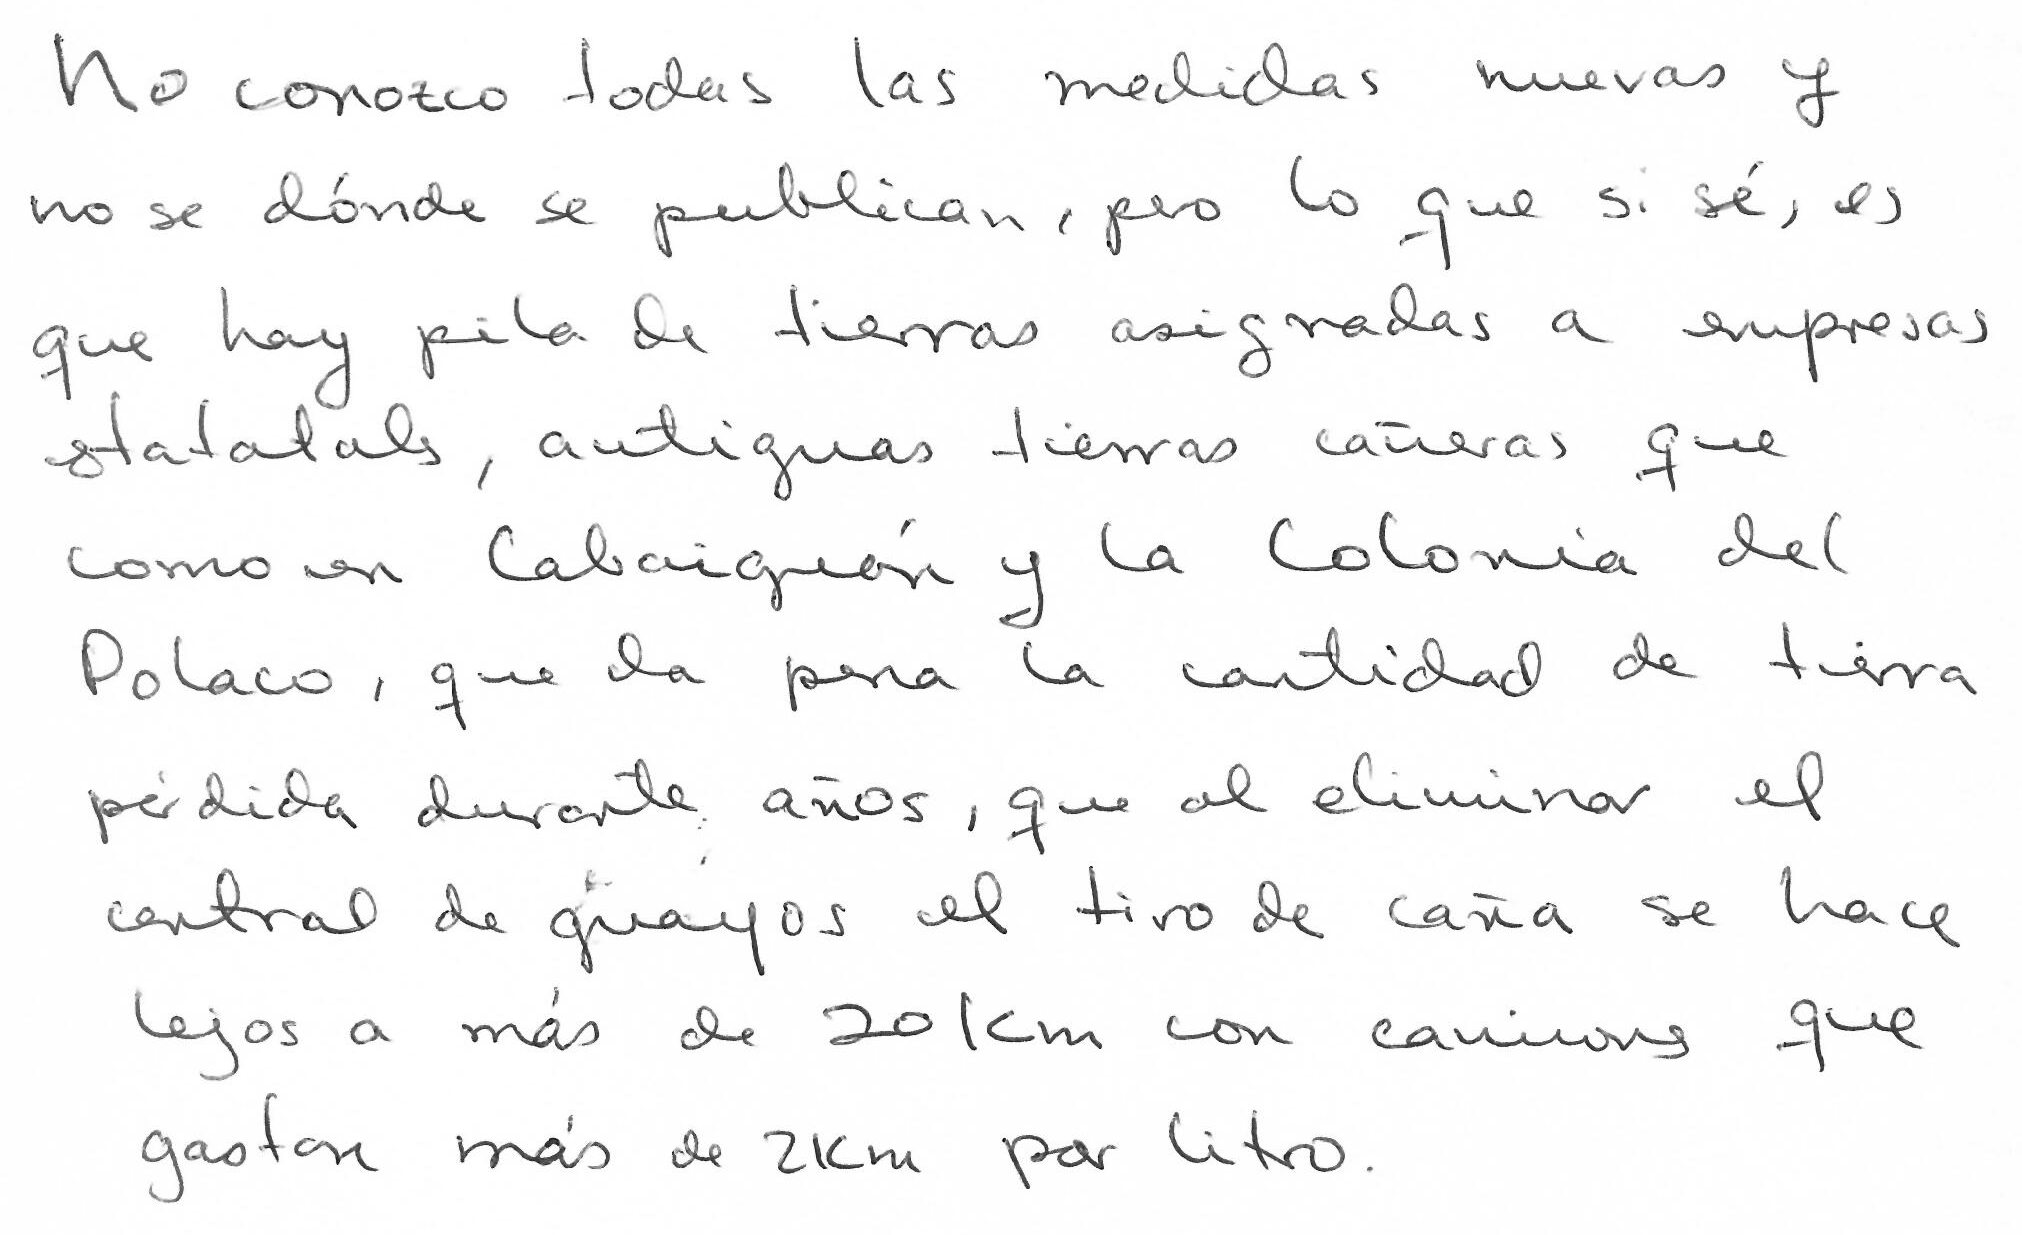 No conozco todas las medidas nuevas y
no se dónde se publican, pero lo que si sé, es
que hay pila de tierras asignadas a empresas
estatatales, antiguas tierras cañeras que
como en Cabaiguán y la Colonia del
Polaco, que da pena la cantidad de tierra
pérdida durante años, que al eliminar el
central de guayos el tiro de caña se hace
lejos a más de 20 km con camiones que
gastan más de 2 Km por litro.